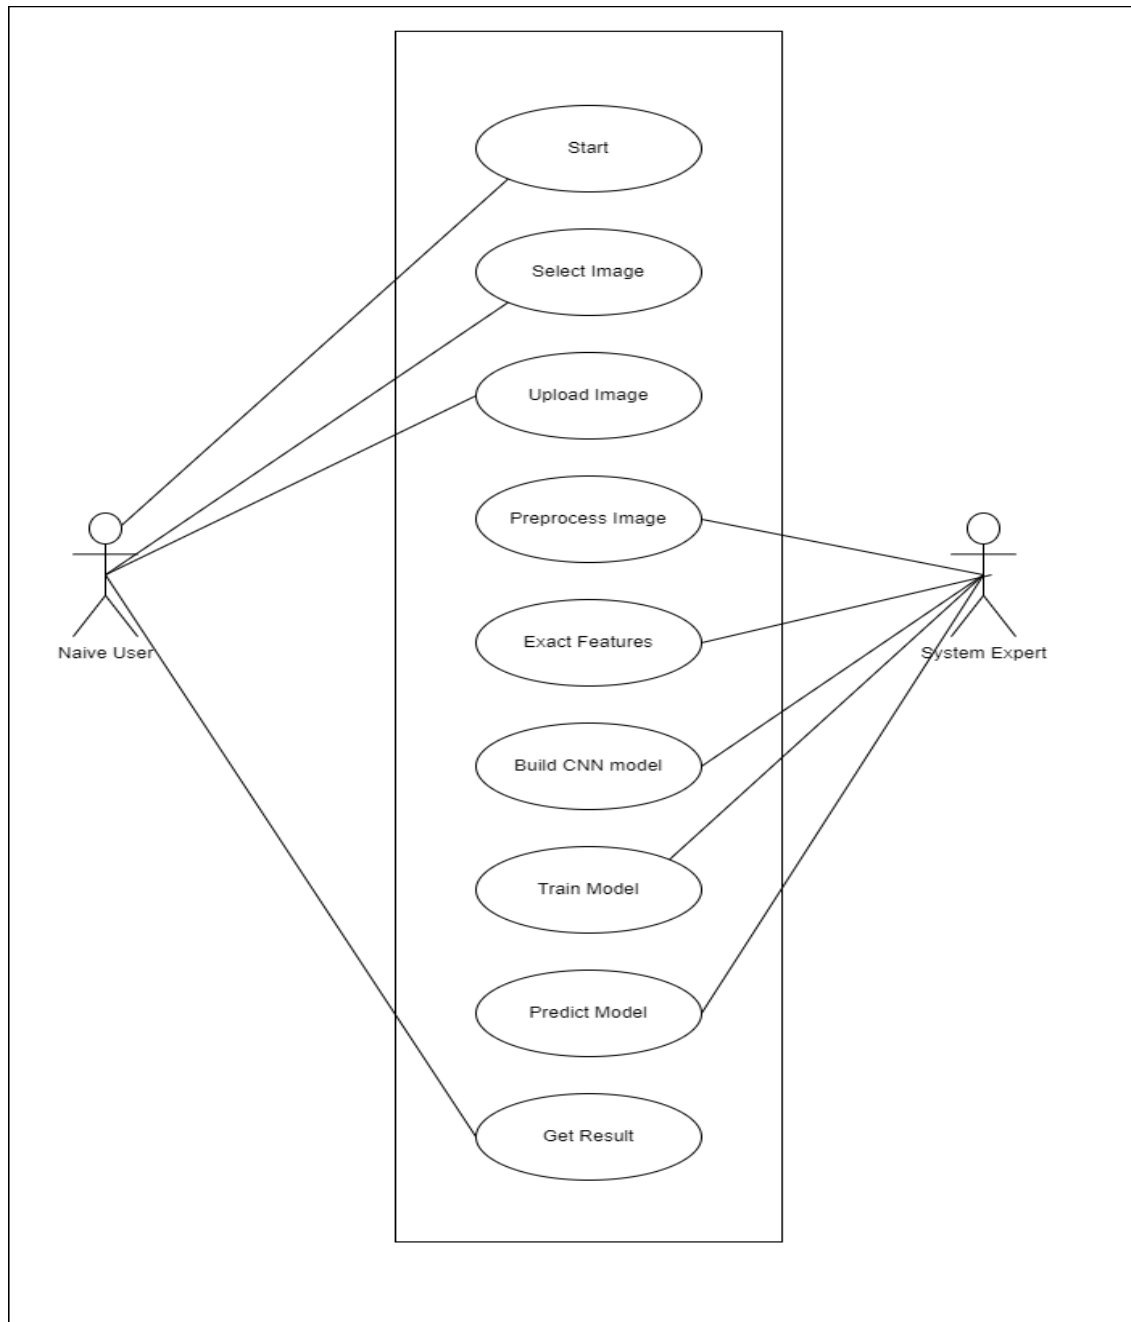 Start
Select Image
Upload Image
Preprocess Image
Exact Features
Build CNN model
Train Model
Predict Model
Get Result
Naive User
System Expert